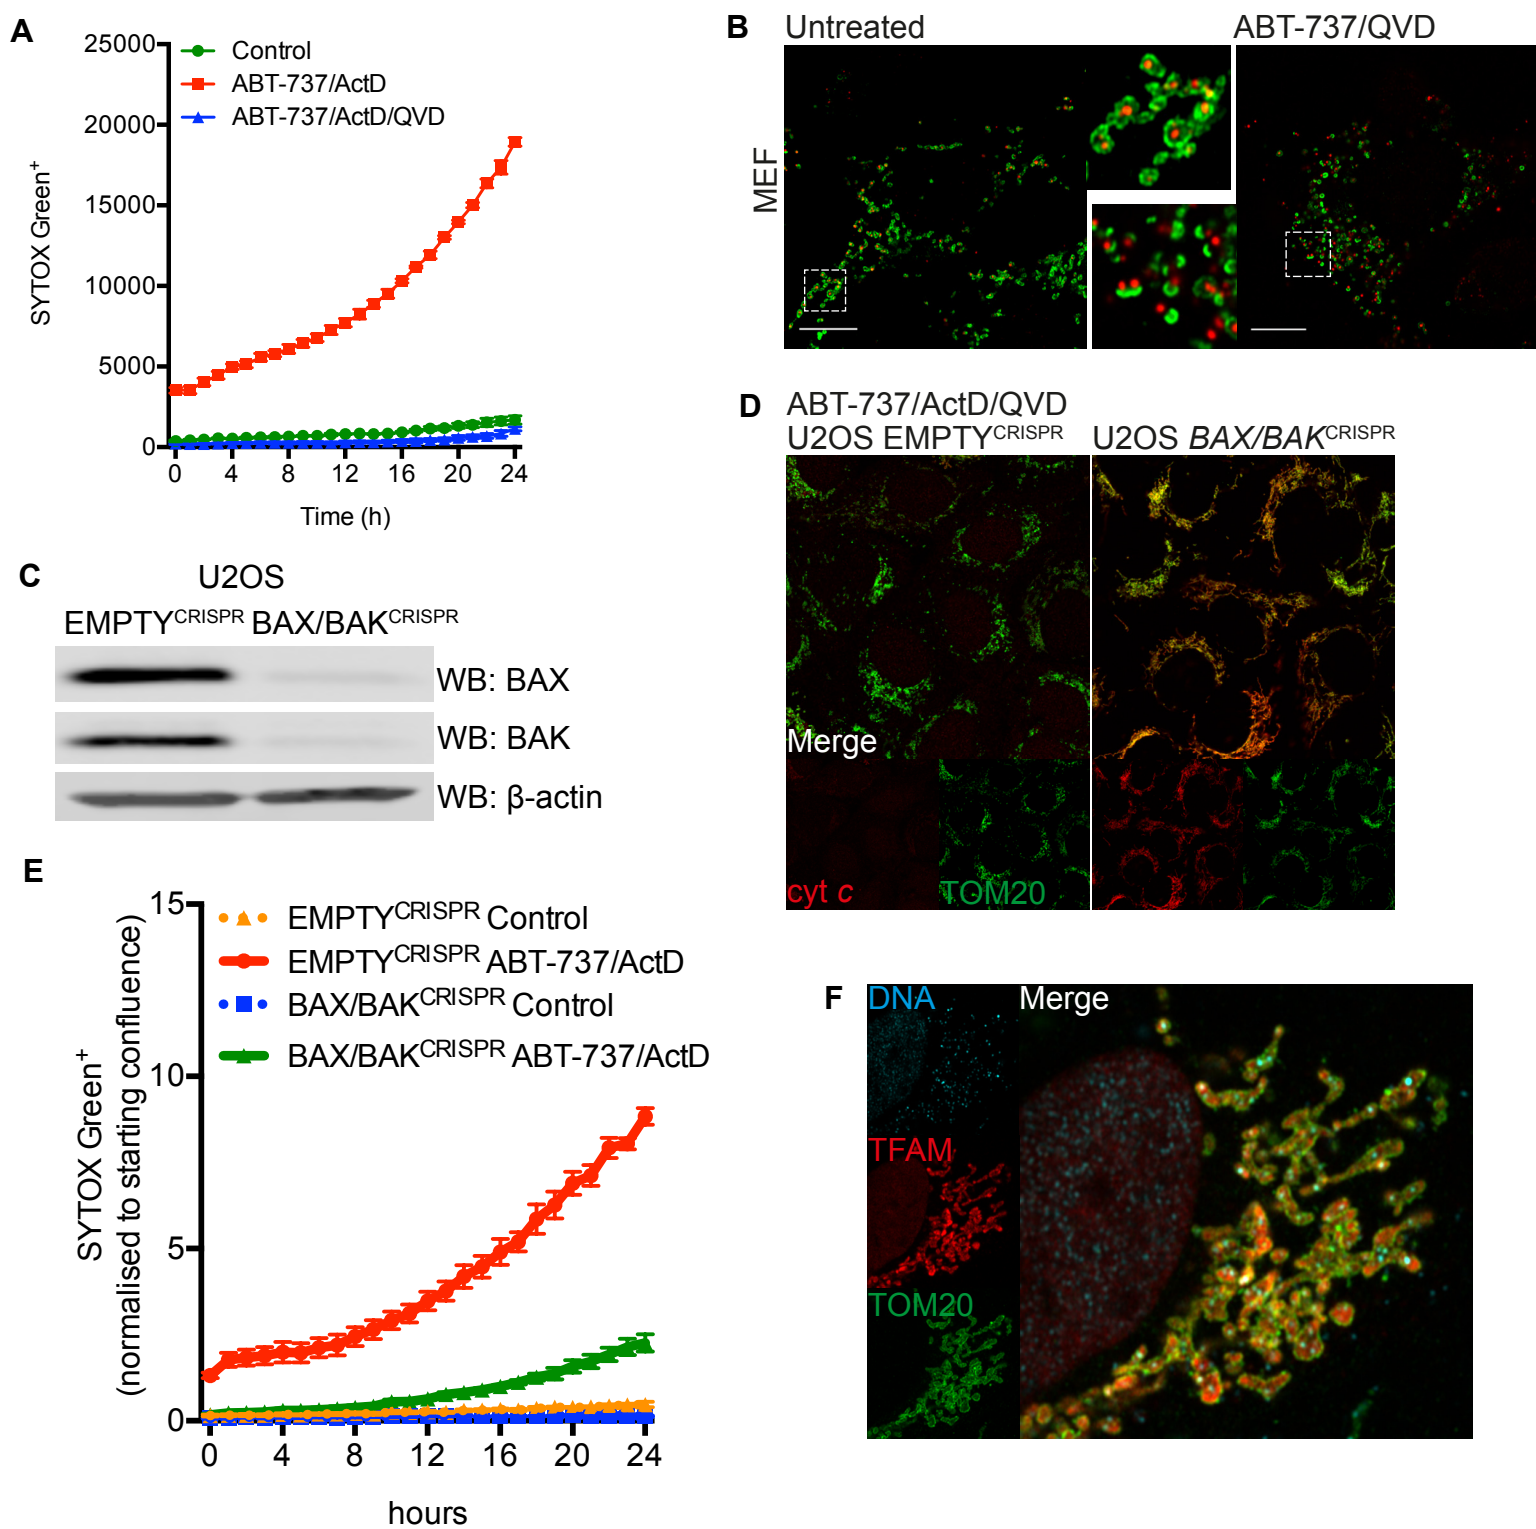 A
25000
20000
15000
10000
5000
0
SYTOX Green+
Control
ABT-737/ActD
ABT-737/ActD/QVD
0 4 8 12 16 20 24
Time (h)
B
Untreated
ABT-737/QVD
MEF
C
U2OS
EMPTYCRISPR BAX/BAKCRISPR
WB: BAX
WB: BAK
WB: β-actin
D
ABT-737/ActD/QVD
U2OS EMPTYCRISPR U2OS BAX/BAKCRISPR
Merge
cyt c
TOM20
E
15
10
5
0
SYTOX Green+
(normalised to starting confluence)
EMPTYCRISPR Control
EMPTYCRISPR ABT-737/ActD
BAX/BAKCRISPR Control
BAX/BAKCRISPR ABT-737/ActD
0 4 8 12 16 20 24
hours
F
DNA
Merge
TFAM
TOM20